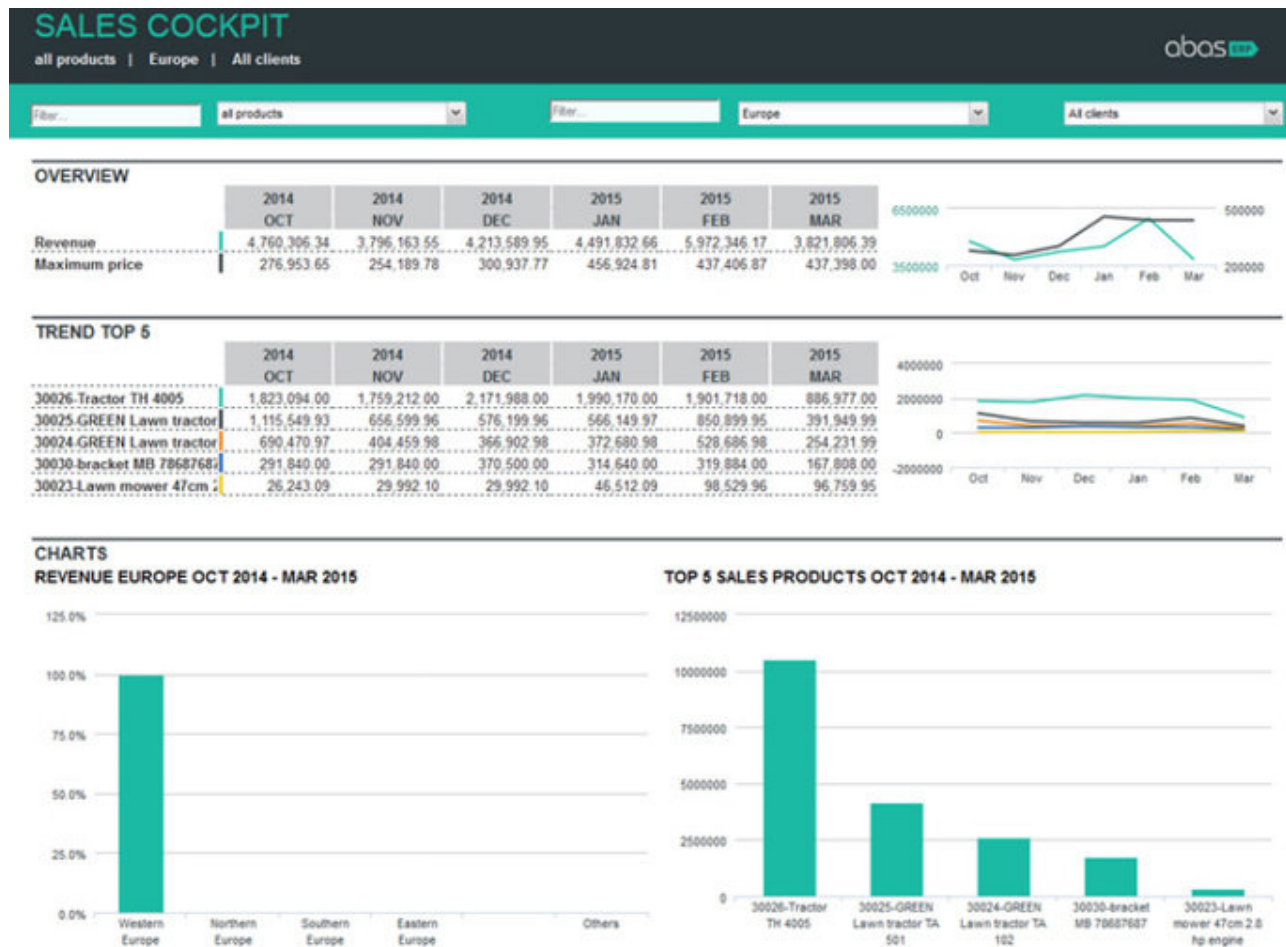 SALES COCKPIT
all products | Europe | All clients
abas ERP
Filter... all products Filter... Europe All clients
OVERVIEW
2014 2014 2014 2015 2015 2015
OCT NOV DEC JAN FEB MAR
Revenue 4,760,306.34 3,796,163.55 4,213,589.95 4,491,832.66 5,972,346.17 3,821,806.39
Maximum price 276,953.65 254,189.78 300,937.77 456,924.81 437,406.87 437,398.00
6500000 500000
3500000 200000
Oct Nov Dec Jan Feb Mar
TREND TOP 5
2014 2014 2014 2015 2015 2015
OCT NOV DEC JAN FEB MAR
30026-Tractor TH 4005 1,823,094.00 1,759,212.00 2,171,988.00 1,990,170.00 1,901,718.00 886,977.00
30025-GREEN Lawn tractor 1,115,549.93 656,599.96 576,199.96 566,149.97 850,899.95 391,949.99
30024-GREEN Lawn tractor 690,470.97 404,459.98 366,902.98 372,680.98 528,686.98 254,231.99
30030-bracket MB 7868768 291,840.00 291,840.00 370,500.00 314,640.00 319,884.00 167,808.00
30023-Lawn mower 47cm 2 26,243.09 29,992.10 29,992.10 46,512.09 98,529.96 96,759.95
4000000
2000000
0
-2000000
Oct Nov Dec Jan Feb Mar
CHARTS
REVENUE EUROPE OCT 2014 - MAR 2015
125.0%
100.0%
75.0%
50.0%
25.0%
0.0%
Western Northern Southern Eastern Others
Europe Europe Europe Europe
TOP 5 SALES PRODUCTS OCT 2014 - MAR 2015
12500000
10000000
7500000
5000000
2500000
0
30026-Tractor 30025-GREEN 30024-GREEN 30030-bracket 30023-Lawn
TH 4005 Lawn tractor TA Lawn tractor TA MB 78687687 mower 47cm 2.8
501 102 hp engine